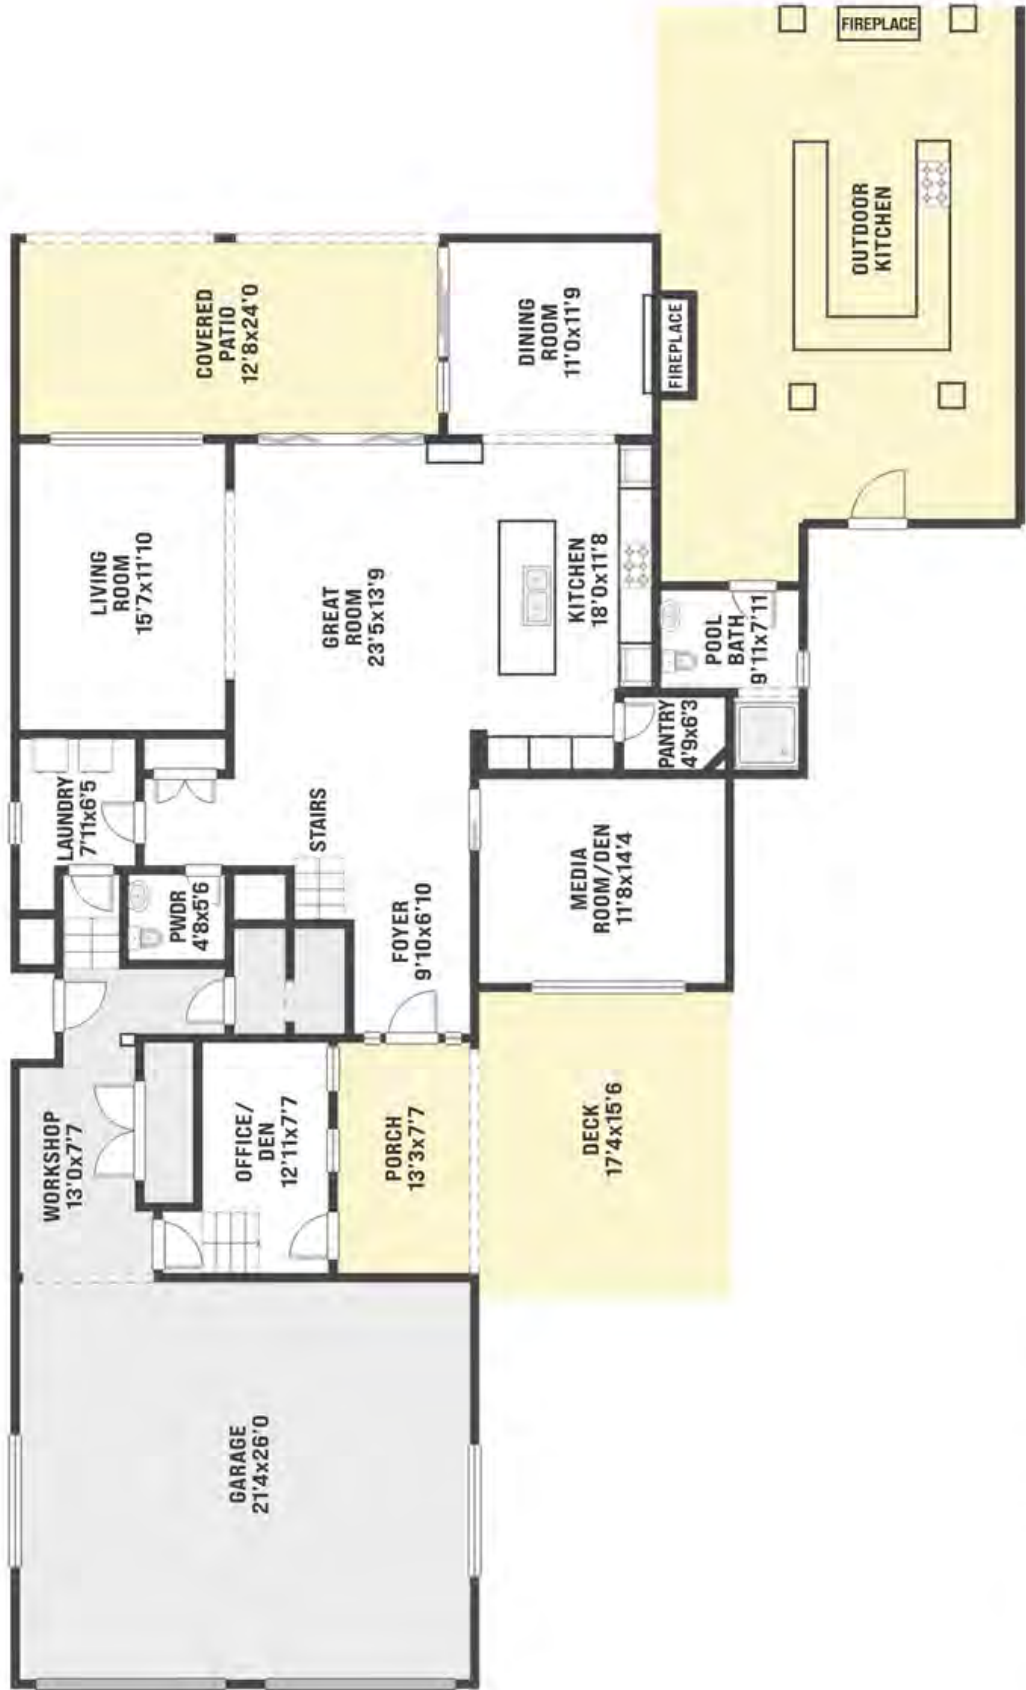 FIREPLACE
OUTDOOR
KITCHEN
COVERED
PATIO
12'8x24'0
DINING
ROOM
11'0x11'9
FIREPLACE
LIVING
ROOM
15'7x11'10
GREAT
ROOM
23'5x13'9
KITCHEN
18'0x11'8
POOL
BATH
9'11x7'11
PANTRY
4'9x6'3
LAUNDRY
7'11x6'5
STAIRS
MEDIA
ROOM/DEN
11'8x14'4
PWDR
4'8x5'6
FOYER
9'10x6'10
WORKSHOP
13'0x7'7
OFFICE/
DEN
12'11x7'7
PORCH
13'3x7'7
DECK
17'4x15'6
GARAGE
21'4x26'0